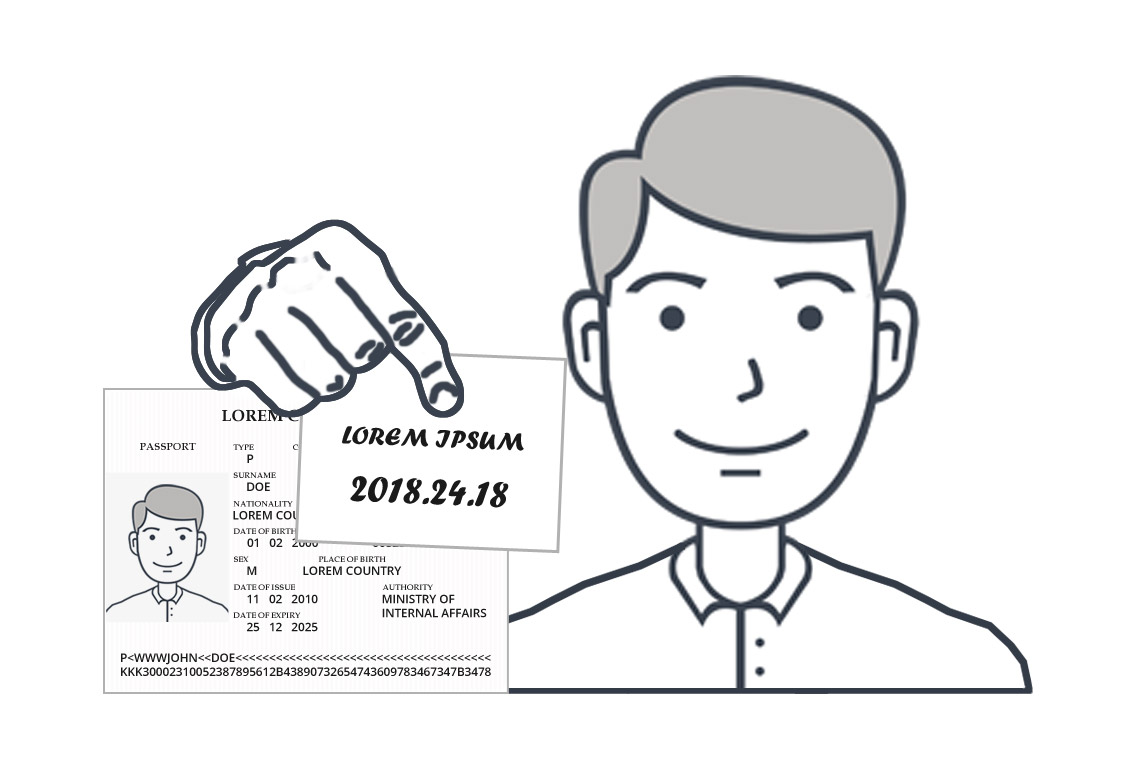 LOREM C
PASSPORT
TYPE C
P
SURNAME
DOE
NATIONALITY
LOREM COU
DATE OF BIRTH
01 02 2000
SEX PLACE OF BIRTH
M LOREM COUNTRY
DATE OF ISSUE AUTHORITY
11 02 2010 MINISTRY OF
INTERNAL AFFAIRS
DATE OF EXPIRY
25 12 2025
P<WWWJOHN<<DOE<<<<<<<<<<<<<<<<<<<<<<<<<<<<<<<<<<<<<<
KKK30002310052387895612B43890732654743609783467347B3478
LOREM IPSUM
2018.24.18